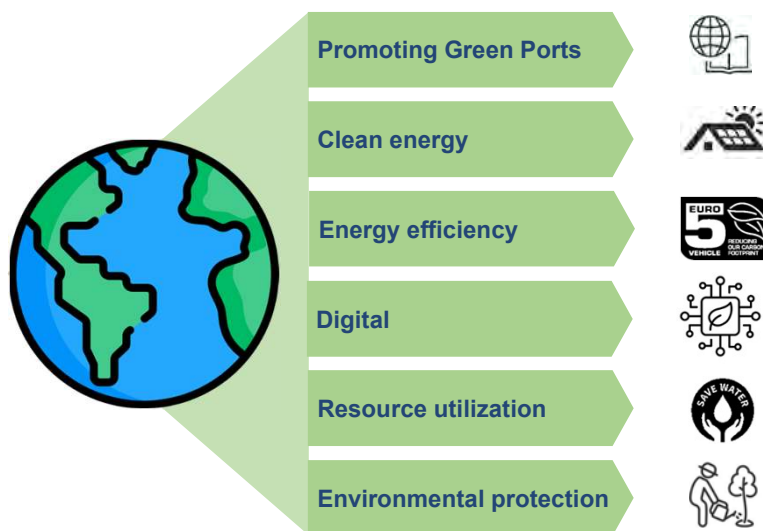 Promoting Green Ports
Clean energy
Energy efficiency
EURO
5
VEHICLE
REDUCING
OUR CARBON
FOOTPRINT
Digital
Resource utilization
SAVE WATER
Environmental protection